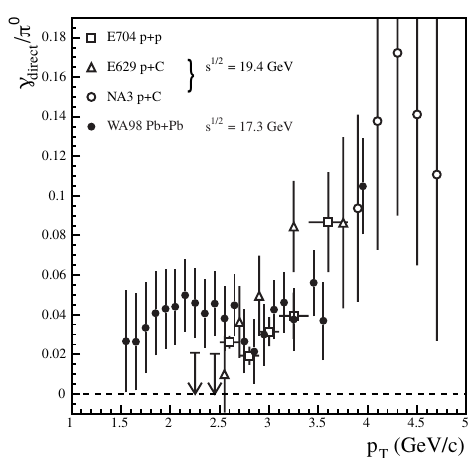 γdirect/π0
0.18
0.16
0.14
0.12
0.1
0.08
0.06
0.04
0.02
0
E704 p+p
E629 p+C
NA3 p+C
} s1/2 = 19.4 GeV
WA98 Pb+Pb s1/2 = 17.3 GeV
1 1.5 2 2.5 3 3.5 4 4.5 5
pT (GeV/c)